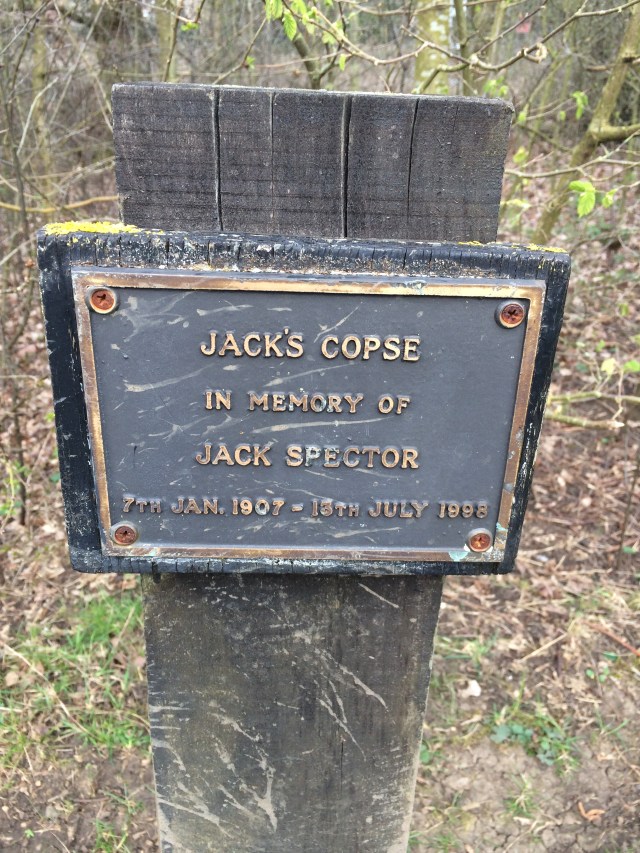 JACK'S COPSE
IN MEMORY OF
JACK SPECTOR
7TH JAN. 1907 - 15TH JULY 1998